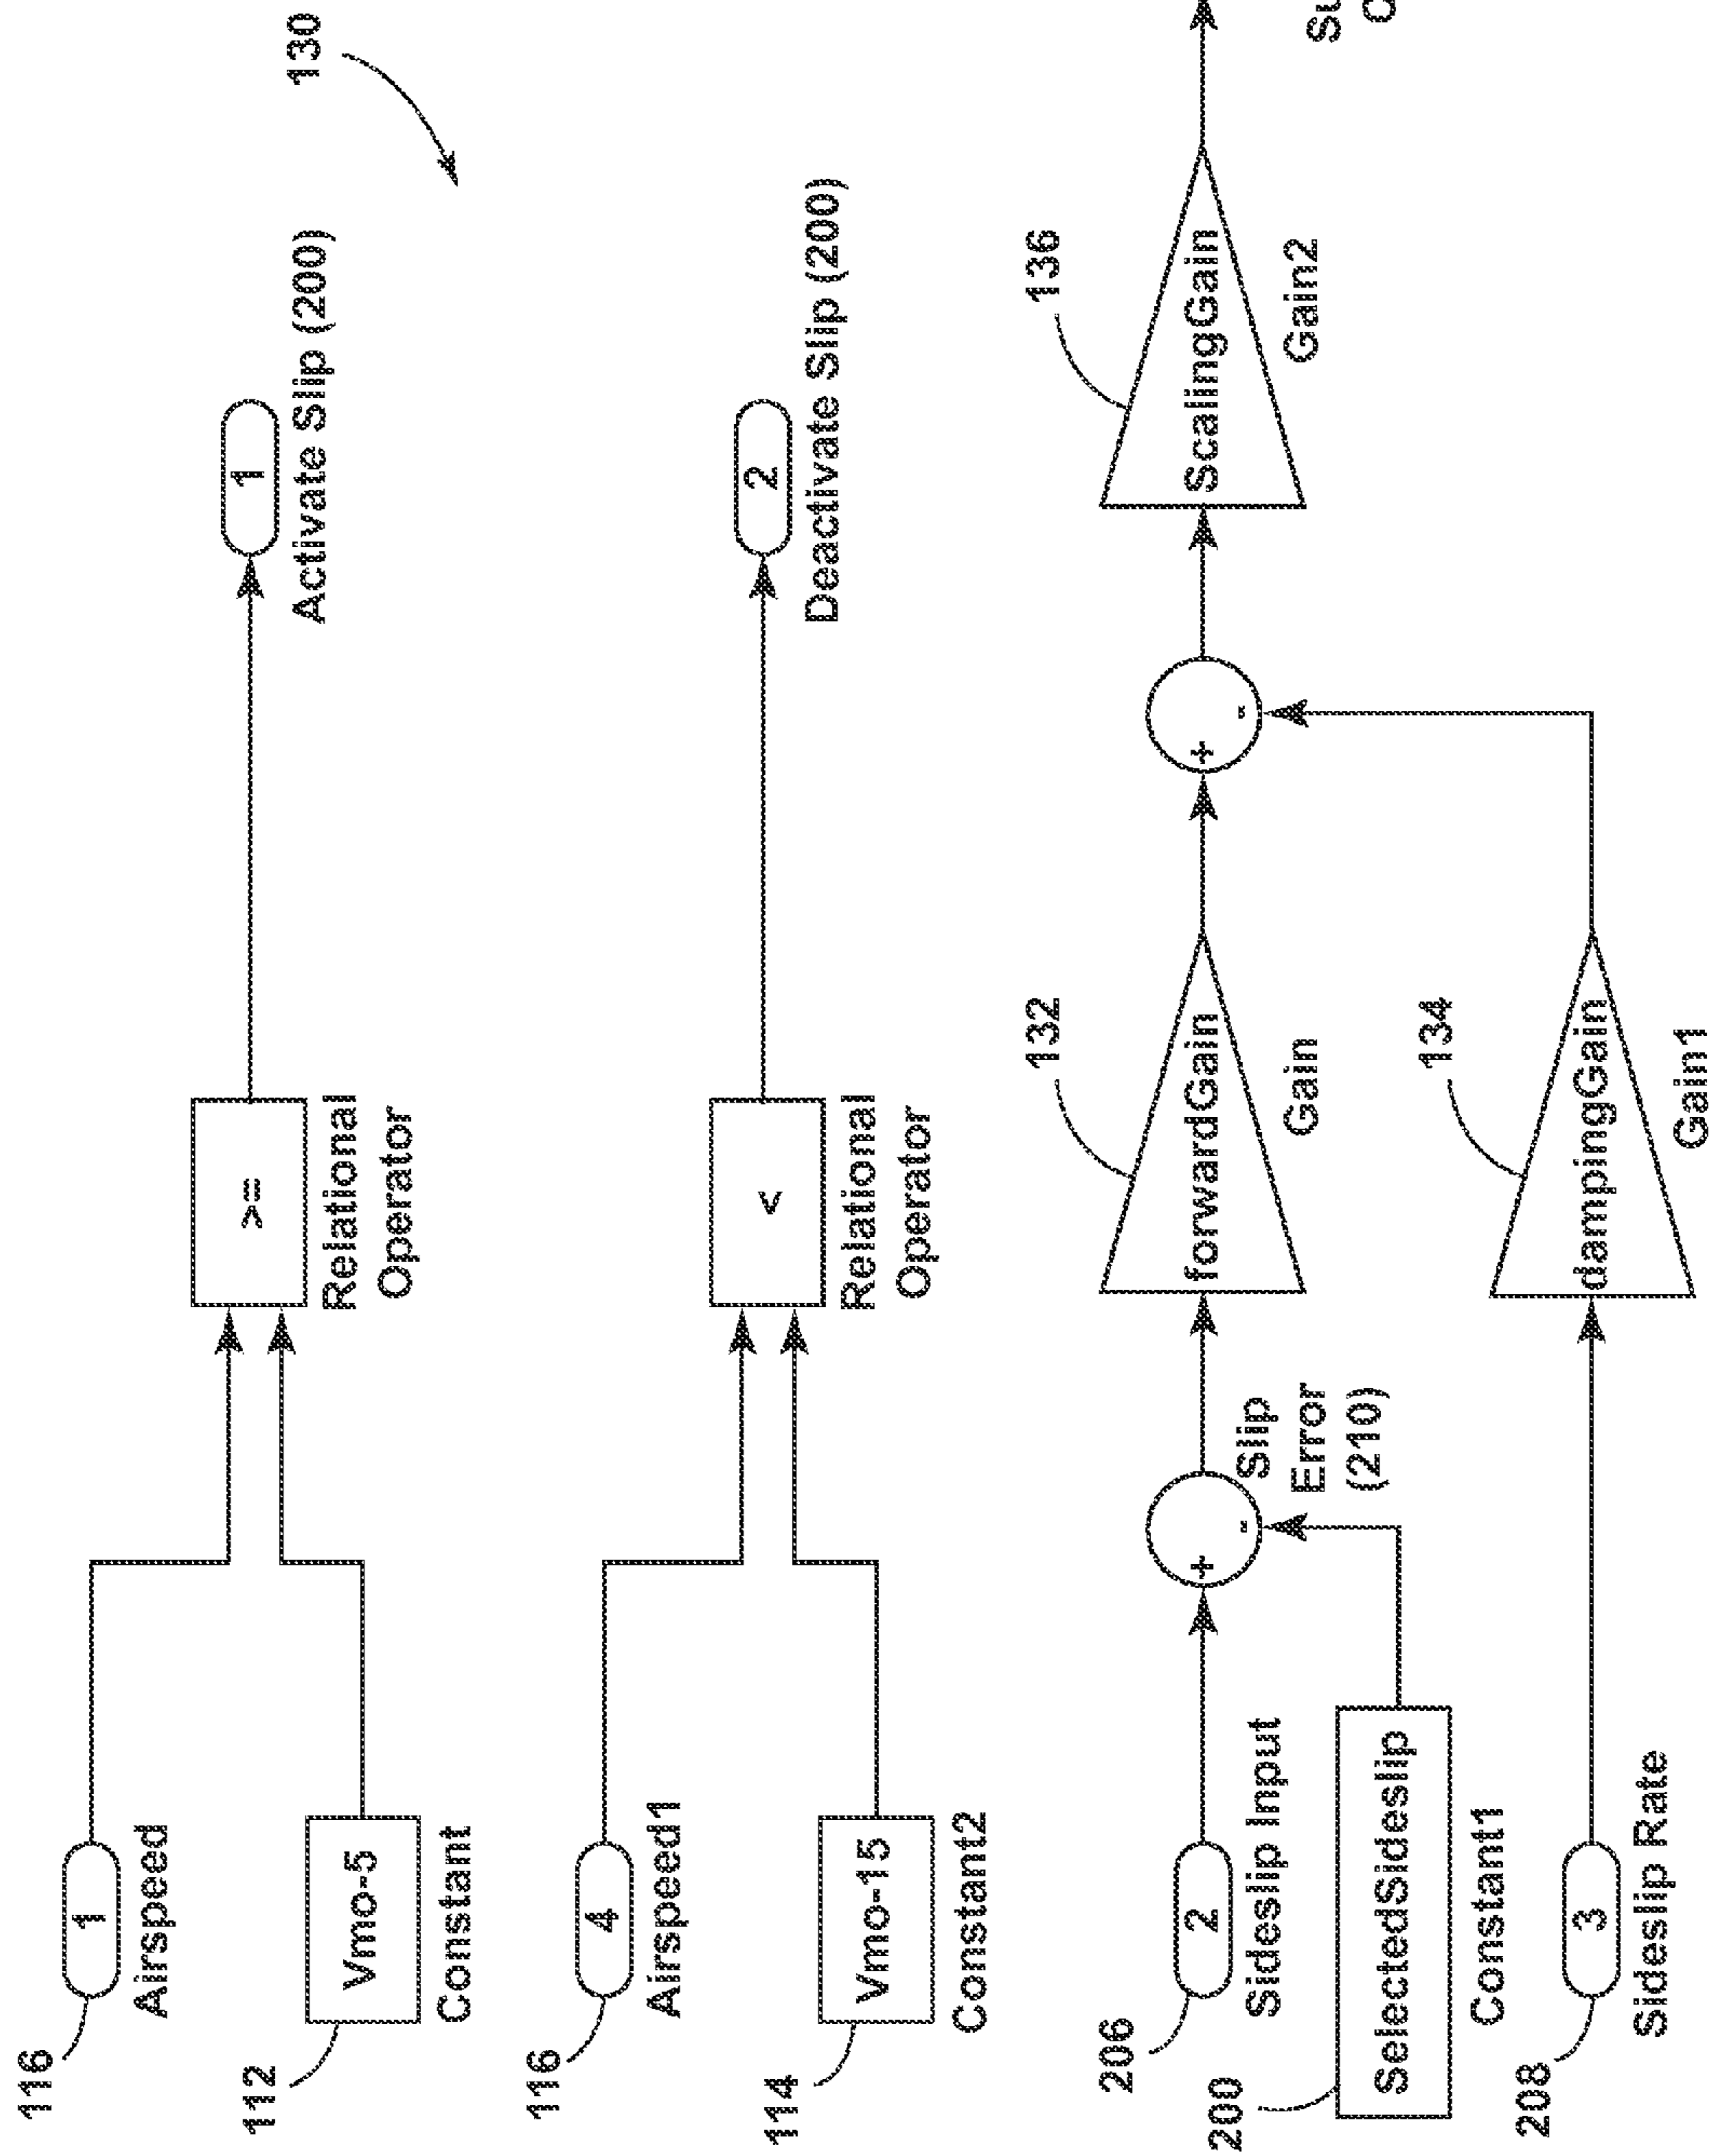 130
116
1
Airspeed
112
Vmo-5
Constant
>=
Relational
Operator
1
Activate Slip (200)
116
4
Airspeed1
114
Vmo-15
Constant2
<
Relational
Operator
2
Deactivate Slip (200)
206
2
Sideslip Input
+
-
Slip
Error
(210)
200
SelectedSideslip
Constant1
132
forwardGain
Gain
+
-
136
ScalingGain
Gain2
208
3
Sideslip Rate
134
dampingGain
Gain1